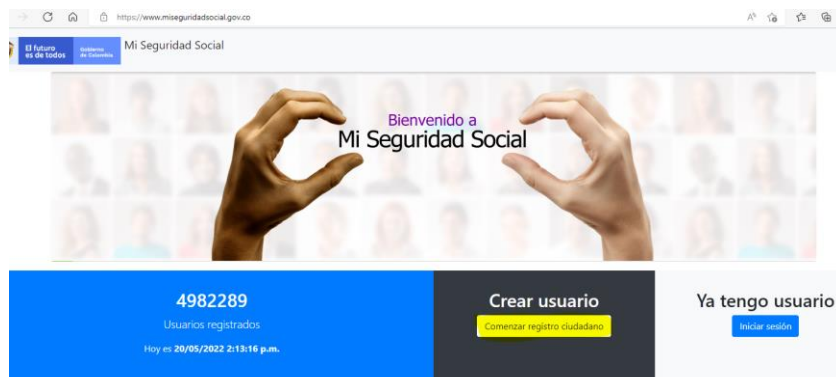 https://www.miseguridadsocial.gov.co
El futuro
es de todos
Gobierno
de Colombia
Mi Seguridad Social
Bienvenido a
Mi Seguridad Social
4982289
Usuarios registrados
Hoy es 20/05/2022 2:13:16 p.m.
Crear usuario
Comenzar registro ciudadano
Ya tengo usuario
Iniciar sesión